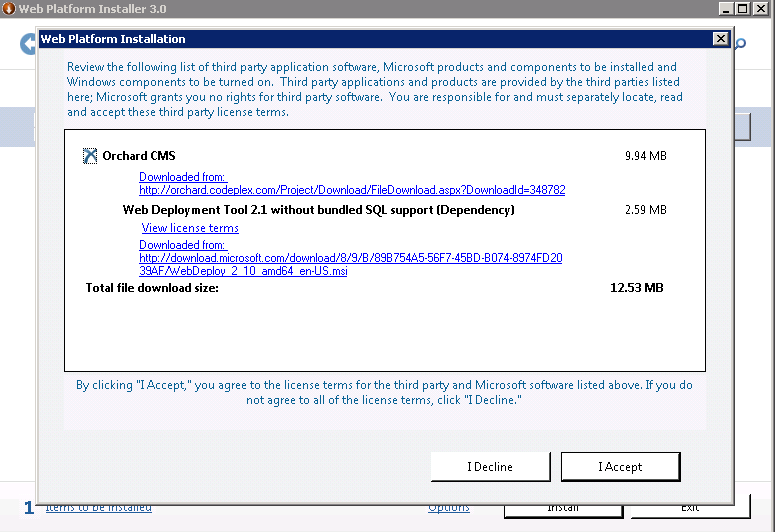 Web Platform Installer 3.0
Web Platform Installation
Review the following list of third party application software, Microsoft products and components to be installed and
Windows components to be turned on.  Third party applications and products are provided by the third parties listed
here; Microsoft grants you no rights for third party software.  You are responsible for and must separately locate, read
and accept these third party license terms.
Orchard CMS 9.94 MB
Downloaded from:
http://orchard.codeplex.com/Project/Download/FileDownload.aspx?DownloadId=348782
Web Deployment Tool 2.1 without bundled SQL support (Dependency) 2.59 MB
View license terms
Downloaded from:
http://download.microsoft.com/download/8/9/B/89B754A5-56F7-45BD-B074-8974FD20
39AF/WebDeploy_2_10_amd64_en-US.msi
Total file download size: 12.53 MB
By clicking "I Accept," you agree to the license terms for the third party and Microsoft software listed above. If you do
not agree to all of the license terms, click "I Decline."
I Decline I Accept
1 Items to be installed Options Install Exit